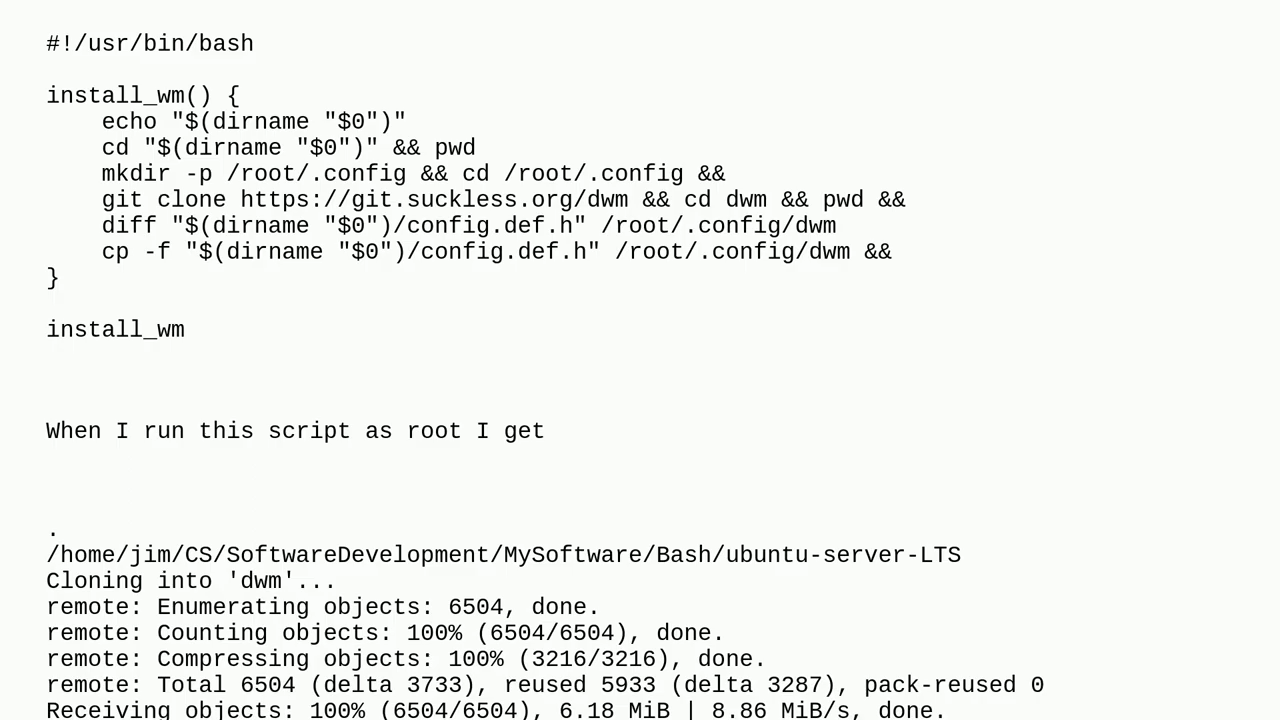 #!/usr/bin/bash
install_wm() {
    echo "$(dirname "$0")"
    cd "$(dirname "$0")" && pwd
    mkdir -p /root/.config && cd /root/.config &&
    git clone https://git.suckless.org/dwm && cd dwm && pwd &&
    diff "$(dirname "$0")/config.def.h" /root/.config/dwm
    cp -f "$(dirname "$0")/config.def.h" /root/.config/dwm &&
}
install_wm
When I run this script as root I get
.
/home/jim/CS/SoftwareDevelopment/MySoftware/Bash/ubuntu-server-LTS
Cloning into 'dwm'...
remote: Enumerating objects: 6504, done.
remote: Counting objects: 100% (6504/6504), done.
remote: Compressing objects: 100% (3216/3216), done.
remote: Total 6504 (delta 3733), reused 5933 (delta 3287), pack-reused 0
Receiving objects: 100% (6504/6504), 6.18 MiB | 8.86 MiB/s, done.